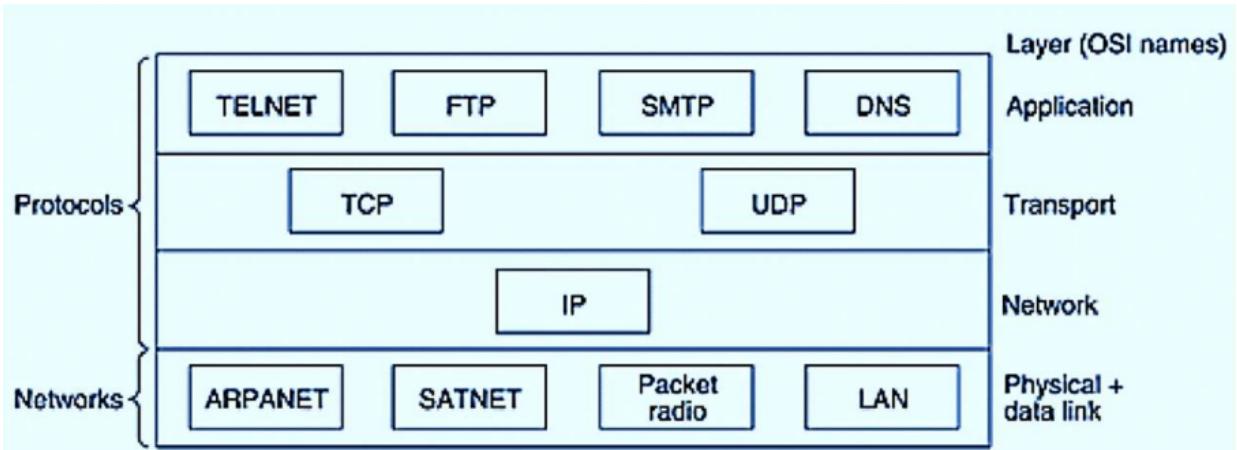 Layer (OSI names)
TELNET FTP SMTP DNS Application
Protocols TCP UDP Transport
IP Network
Networks ARPANET SATNET Packet radio LAN Physical + data link